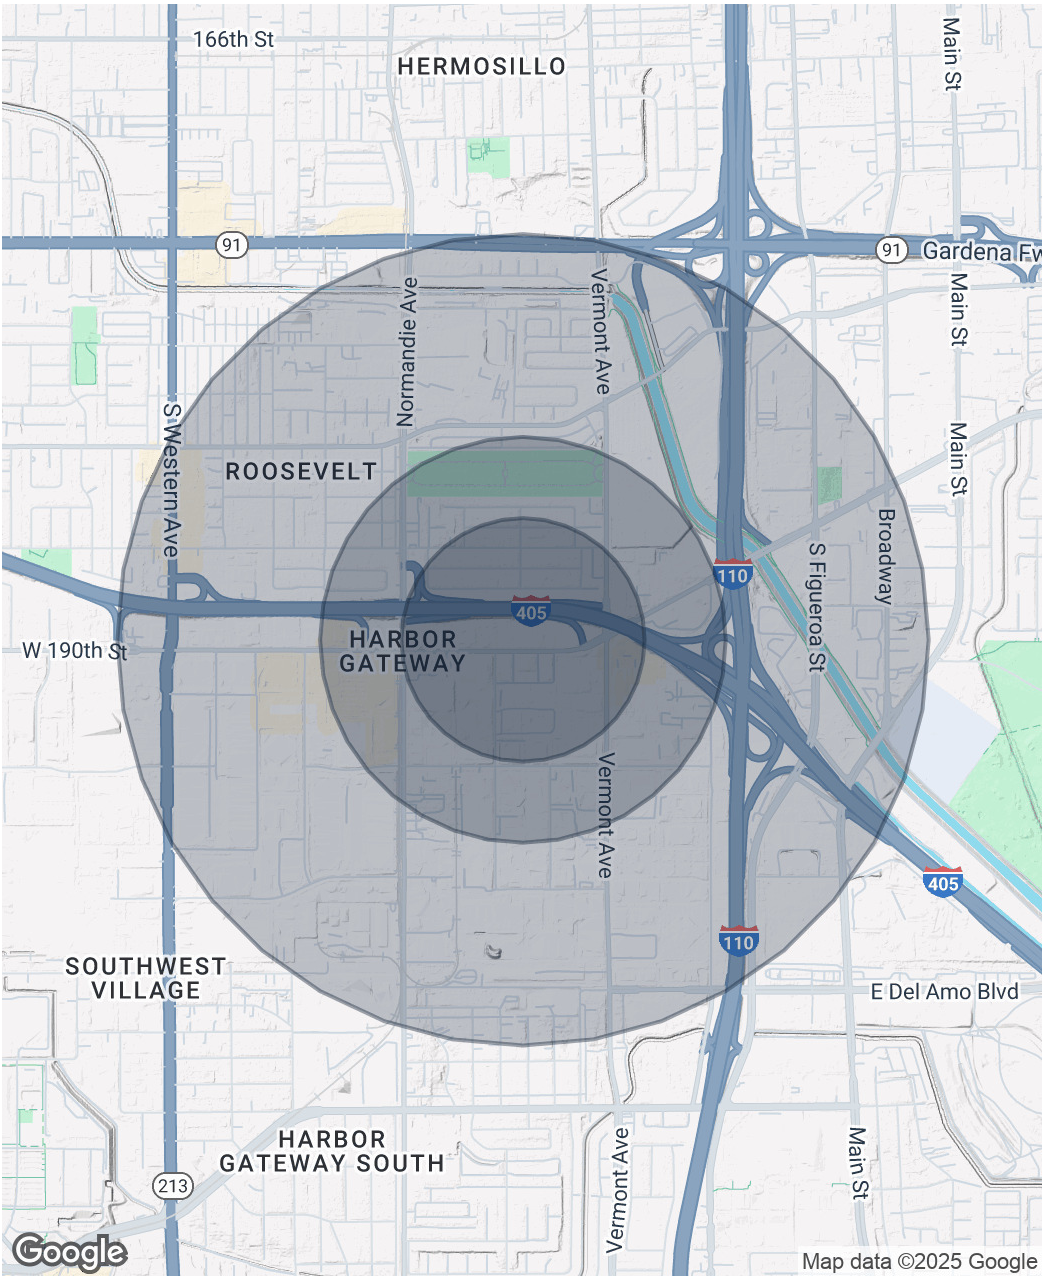 166th St
HERMOSILLO
Main St
91
91
Gardena Fw
Main St
Vermont Ave
Normandie Ave
S Western Ave
Main St
ROOSEVELT
Broadway
S Figueroa St
110
405
HARBOR
GATEWAY
W 190th St
Vermont Ave
405
110
SOUTHWEST
VILLAGE
E Del Amo Blvd
HARBOR
GATEWAY SOUTH
Vermont Ave
Main St
213
Google
Map data ©2025 Google